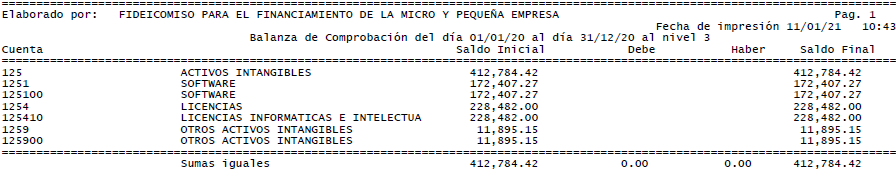 Elaborado por: FIDEICOMISO PARA EL FINANCIAMIENTO DE LA MICRO Y PEQUEÑA EMPRESA Pag. 1
Fecha de impresión 11/01/21 10:43
Balanza de Comprobación del día 01/01/20 al día 31/12/20 al nivel 3
Cuenta Saldo Inicial Debe Haber Saldo Final
125 ACTIVOS INTANGIBLES 412,784.42 412,784.42
1251 SOFTWARE 172,407.27 172,407.27
125100 SOFTWARE 172,407.27 172,407.27
1254 LICENCIAS 228,482.00 228,482.00
125410 LICENCIAS INFORMATICAS E INTELECTUA 228,482.00 228,482.00
1259 OTROS ACTIVOS INTANGIBLES 11,895.15 11,895.15
125900 OTROS ACTIVOS INTANGIBLES 11,895.15 11,895.15
Sumas iguales 412,784.42 0.00 0.00 412,784.42